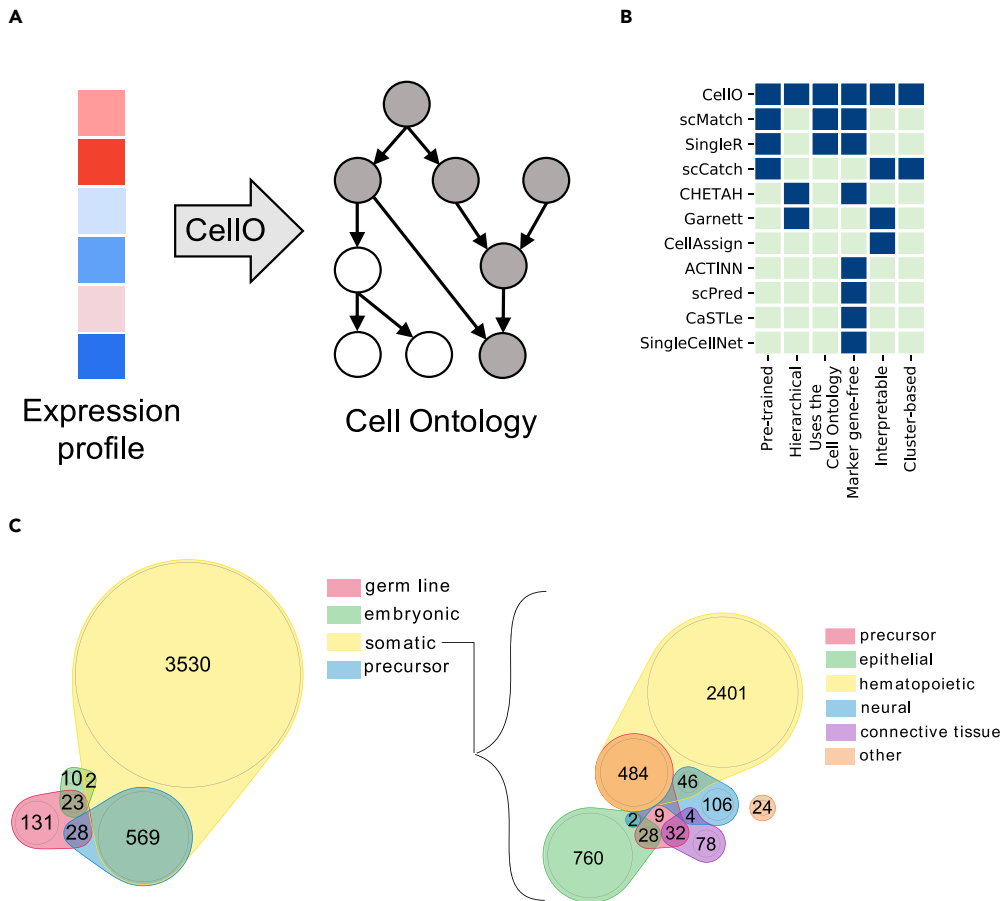 A
CellO
Expression
profile
Cell Ontology
B
CellO
scMatch
SingleR
scCatch
CHETAH
Garnett
CellAssign
ACTINN
scPred
CaSTLe
SingleCellNet
Pre-trained
Hierarchical
Uses the
Cell Ontology
Marker gene-free
Interpretable
Cluster-based
C
3530
10
2
23
131
28
569
germ line
embryonic
somatic
precursor
2401
484
46
106
24
2
9
4
28
32
78
760
precursor
epithelial
hematopoietic
neural
connective tissue
other